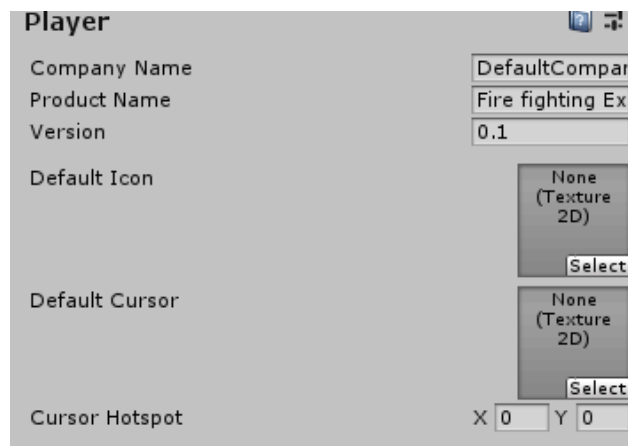 Player
Company Name DefaultCompan
Product Name Fire fighting Ex
Version 0.1
Default Icon
None
(Texture
2D)
Select
Default Cursor
None
(Texture
2D)
Select
Cursor Hotspot X 0 Y 0